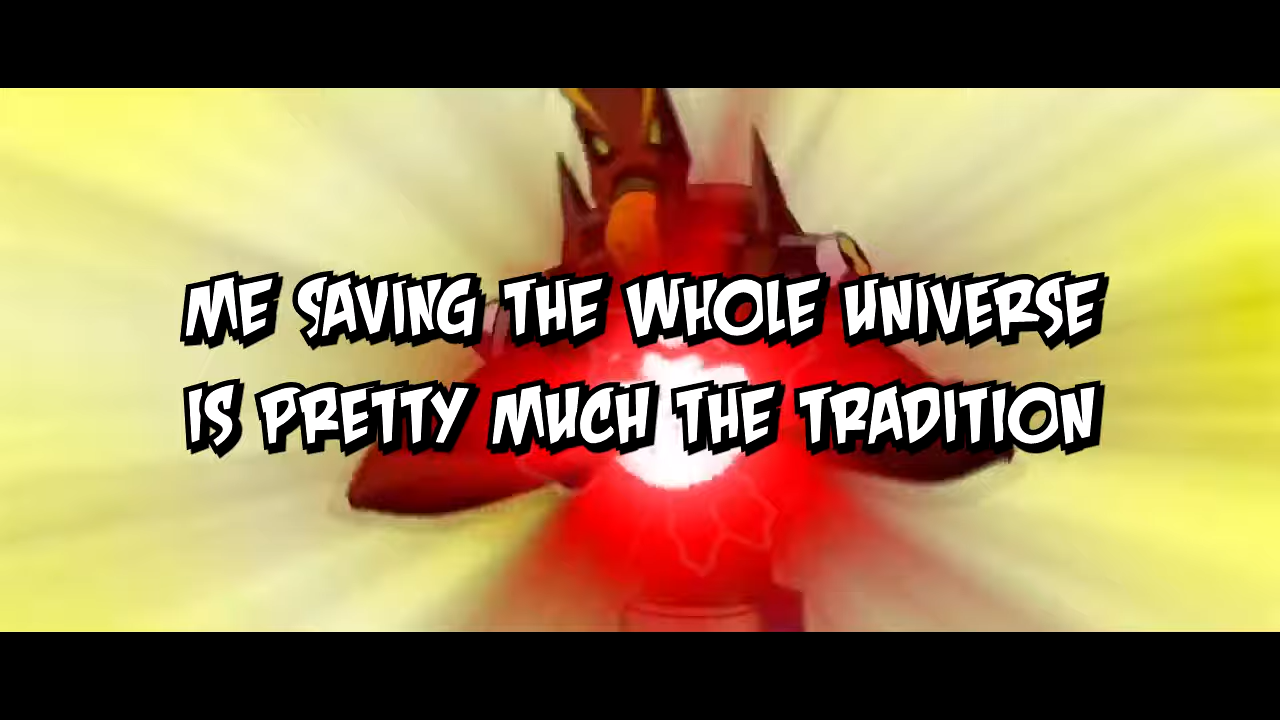 ME SAVING THE WHOLE UNIVERSE
IS PRETTY MUCH THE TRADITION